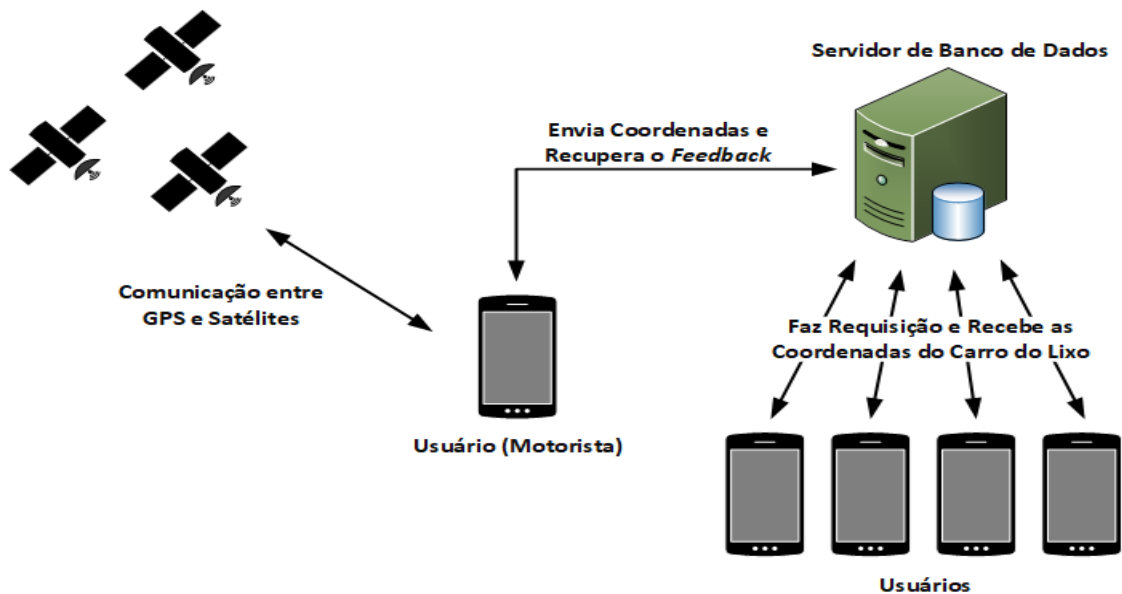 Servidor de Banco de Dados
Envia Coordenadas e
Recupera o Feedback
Comunicação entre
GPS e Satélites
Faz Requisição e Recebe as
Coordenadas do Carro do Lixo
Usuário (Motorista)
Usuários